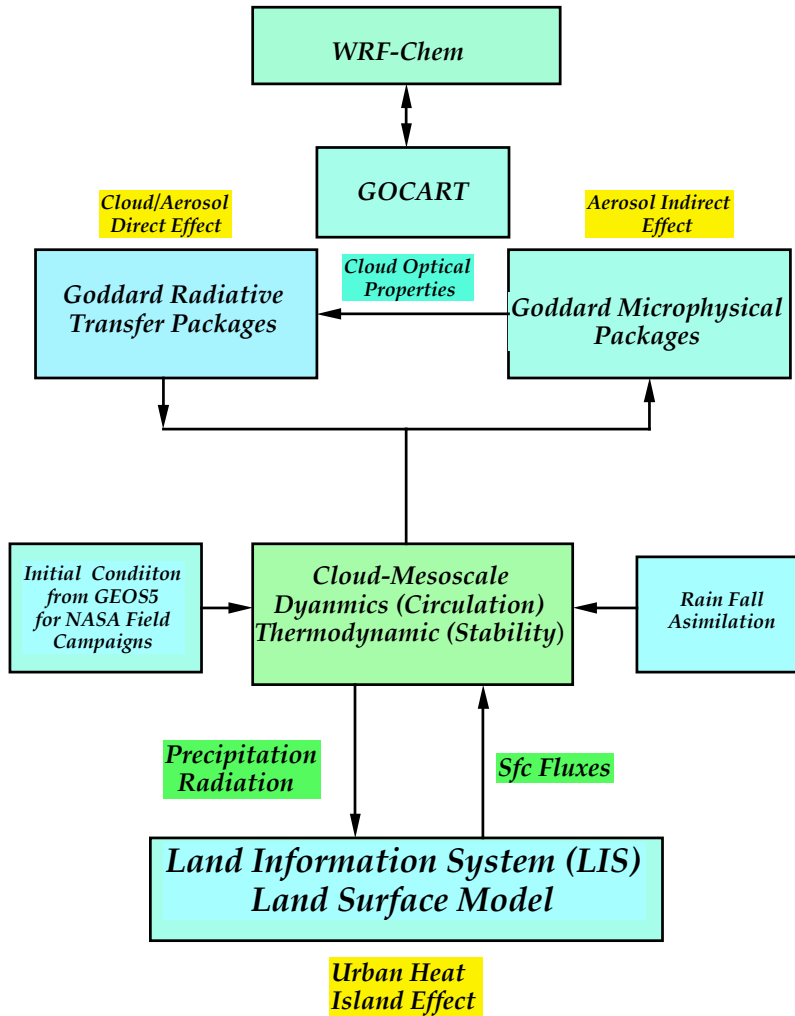 WRF-Chem
GOCART
Cloud/Aerosol
Direct Effect
Aerosol Indirect
Effect
Cloud Optical
Properties
Goddard Radiative
Transfer Packages
Goddard Microphysical
Packages
Initial Condiiton
from GEOS5
for NASA Field
Campaigns
Cloud-Mesoscale
Dyanmics (Circulation)
Thermodynamic (Stability)
Rain Fall
Asimilation
Precipitation
Radiation
Sfc Fluxes
Land Information System (LIS)
Land Surface Model
Urban Heat
Island Effect